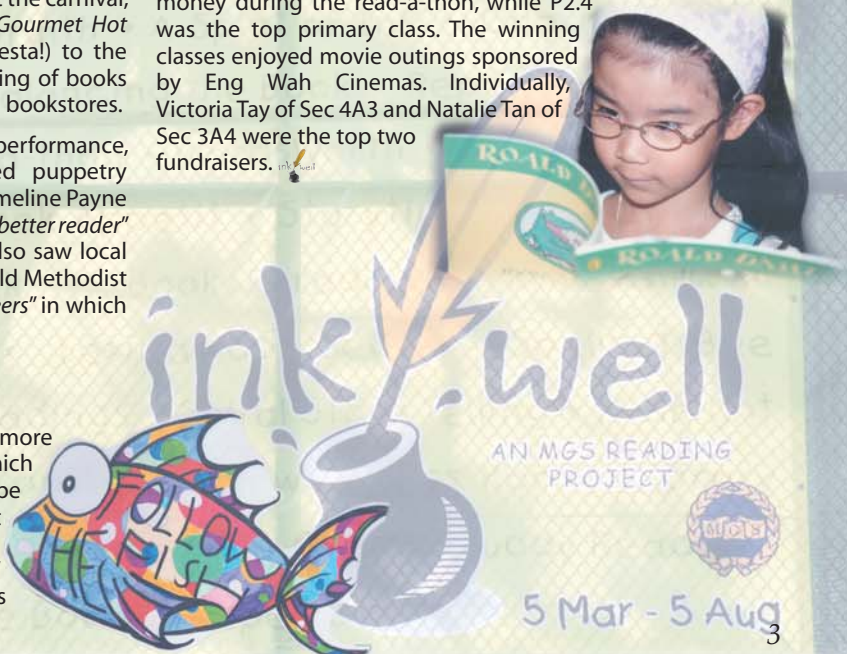 the carnival,
Gourmet Hot
esta!) to the
ing of books
bookstores.
performance,
ed puppetry
meline Payne
better reader"
lso saw local
ld Methodist
ers" in which
more
hich
be
s
money during the read-a-thon, while P2.4
was the top primary class. The winning
classes enjoyed movie outings sponsored
by Eng Wah Cinemas. Individually,
Victoria Tay of Sec 4A3 and Natalie Tan of
Sec 3A4 were the top two
fundraisers. ink well
ROALD
ROALD DAHL
ink well
AN MGS READING
PROJECT
FOLLOW
THE FISH
5 Mar - 5 Aug
3